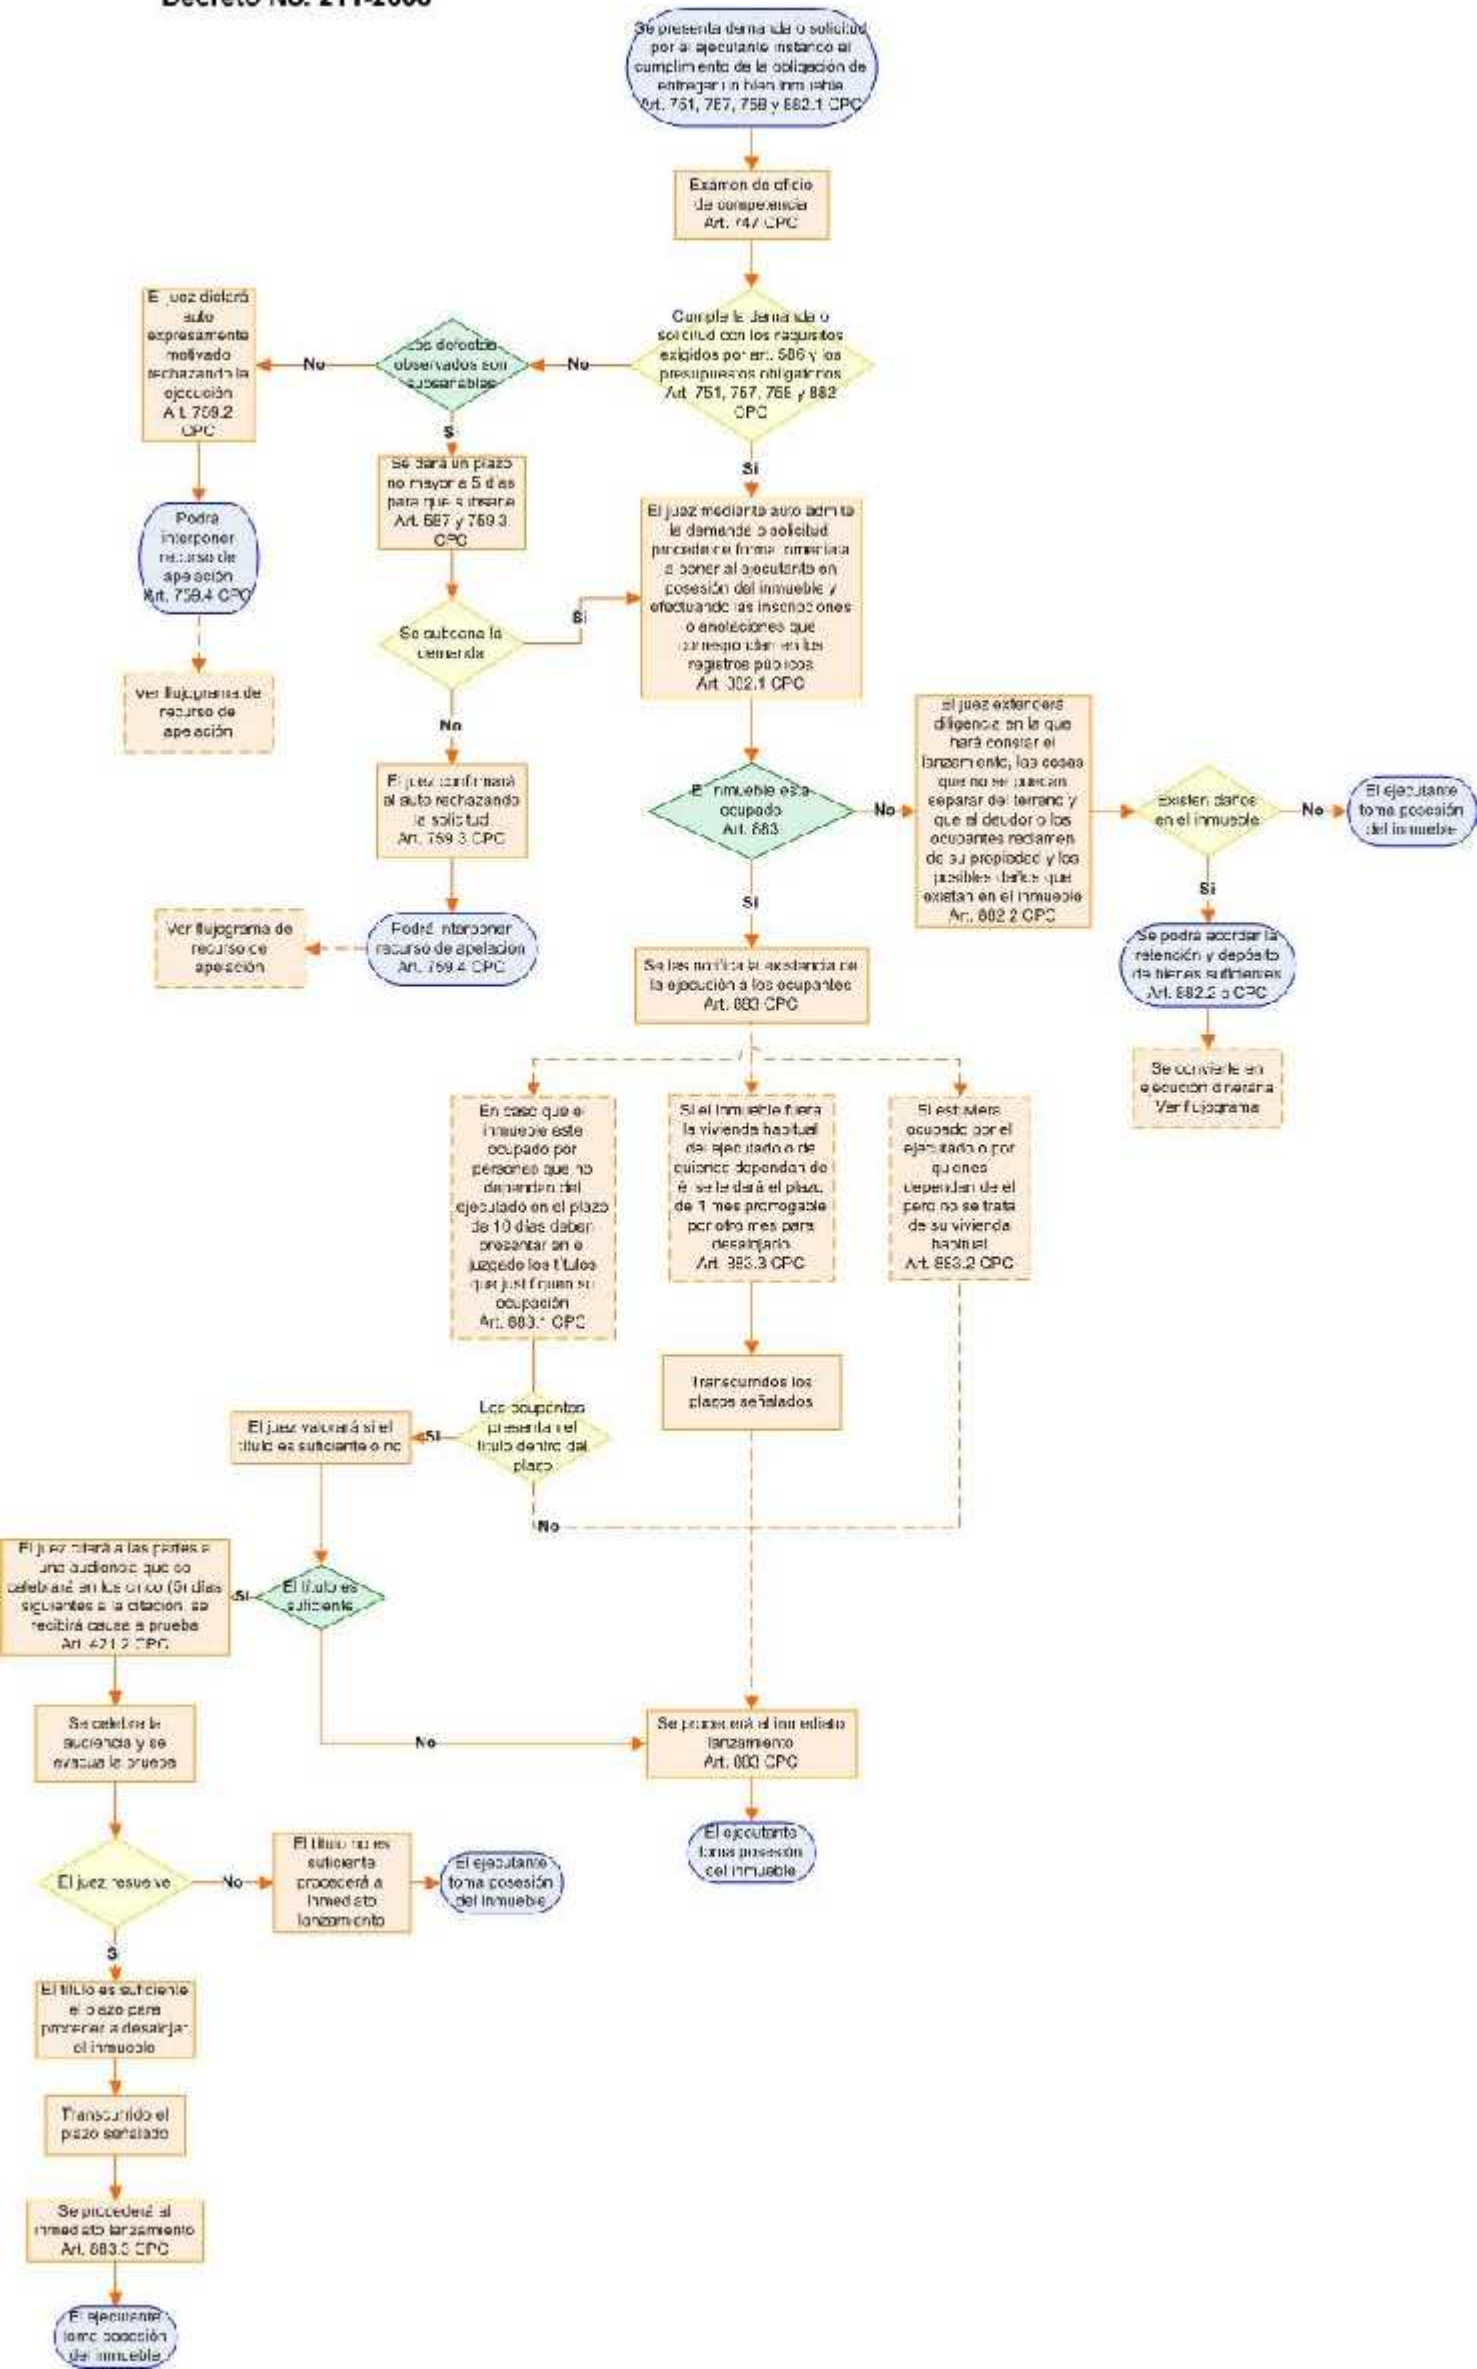 Decreto No. 211-2006
Se presenta demanda o solicitud
por el ejecutante instando el
cumplimiento de la obligación de
entregar un bien inmueble
Art. 751, 757, 758 y 882.1 CPC
Exámen de oficio
de competencia
Art. 747 CPC
Cumple la demanda o
solicitud con los requisitos
exigidos por art. 586 y los
presupuestos obligatorios
Art. 751, 757, 758 y 882
CPC
No
Los defectos
observados son
subsanables
No
El juez dictará
auto
expresamente
motivado
rechazando la
ejecución
Art. 759.2
CPC
Podrá
interponer
recurso de
apelación
Art. 759.4 CPC
Ver flujograma de
recurso de
apelación
Si
Se dará un plazo
no mayor a 5 días
para que subsane
Art. 587 y 759.3
CPC
Se subsana la
demanda
Si
No
El juez confirmará
el auto rechazando
la solicitud
Art. 759.3 CPC
Podrá interponer
recurso de apelación
Art. 759.4 CPC
Ver flujograma de
recurso de
apelación
Si
El juez mediante auto admite
la demanda o solicitud
procede de forma inmediata
a poner al ejecutante en
posesión del inmueble y
efectuando las inscripciones
o anotaciones que
correspondan en los
registros públicos
Art. 882.1 CPC
El inmueble esta
ocupado
Art. 883
No
El juez extenderá
diligencia en la que
hará constar el
lanzamiento, las cosas
que no se puedan
separar del terreno y
que el deudor o los
ocupantes reclamen
de su propiedad y los
posibles daños que
existan en el inmueble
Art. 882.2 CPC
Existen daños
en el inmueble
No
El ejecutante
toma posesión
del inmueble
Si
Se podrá acordar la
retención y depósito
de bienes suficientes
Art. 882.2 CPC
Se convierte en
ejecución dineraria
Ver flujograma
Si
Se les notifica la existencia de
la ejecución a los ocupantes
Art. 883 CPC
En caso que el
inmueble este
ocupado por
personas que no
dependan del
ejecutado en el plazo
de 10 días deben
presentar en el
juzgado los títulos
que justifiquen su
ocupación
Art. 883.1 CPC
Si el inmueble fuera
la vivienda habitual
del ejecutado o de
quienes dependan de
él se le dará el plazo
de 1 mes prorrogable
por otro mes para
desalojarlo
Art. 883.3 CPC
Si estuviera
ocupado por el
ejecutado o por
quienes
dependan de él
pero no se trata
de su vivienda
habitual
Art. 883.2 CPC
Transcurridos los
plazos señalados
Los ocupantes
presentan el
título dentro del
plazo
Si
El juez valorará si el
título es suficiente o no
No
El título es
suficiente
Si
El juez citará a las partes a
una audiencia que se
celebrará en los cinco (5) días
siguientes a la citación, se
recibirá causa a prueba
Art. 421.2 CPC
No
Se procederá al inmediato
lanzamiento
Art. 883 CPC
El ejecutante
toma posesión
del inmueble
Se celebra la
audiencia y se
evacua la prueba
El juez resuelve
No
El título no es
suficiente
procederá a
inmediato
lanzamiento
El ejecutante
toma posesión
del inmueble
Si
El título es suficiente
el plazo para
proceder a desalojar
el inmueble
Transcurrido el
plazo señalado
Se procederá al
inmediato lanzamiento
Art. 883.3 CPC
El ejecutante
toma posesión
del inmueble